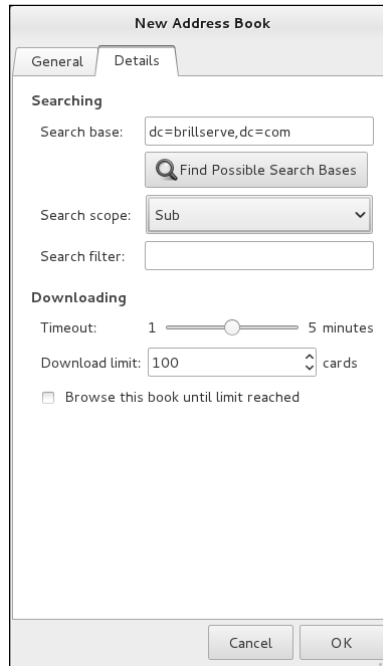 New Address Book
General Details
Searching
Search base: dc=brillserve,dc=com
Find Possible Search Bases
Search scope: Sub
Search filter:
Downloading
Timeout: 1 5 minutes
Download limit: 100 cards
Browse this book until limit reached
Cancel OK